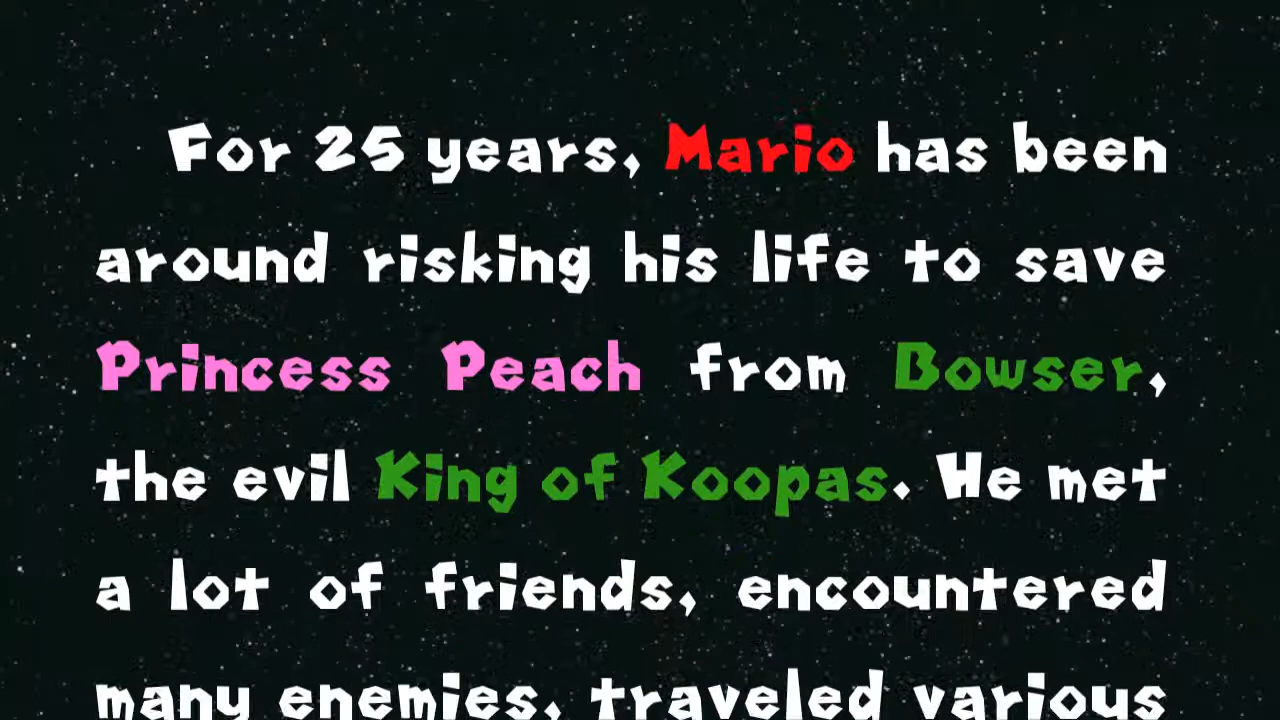 For 25 years, Mario has been
around risking his life to save
Princess Peach from Bowser,
the evil King of Koopas. He met
a lot of friends, encountered
many enemies, traveled various